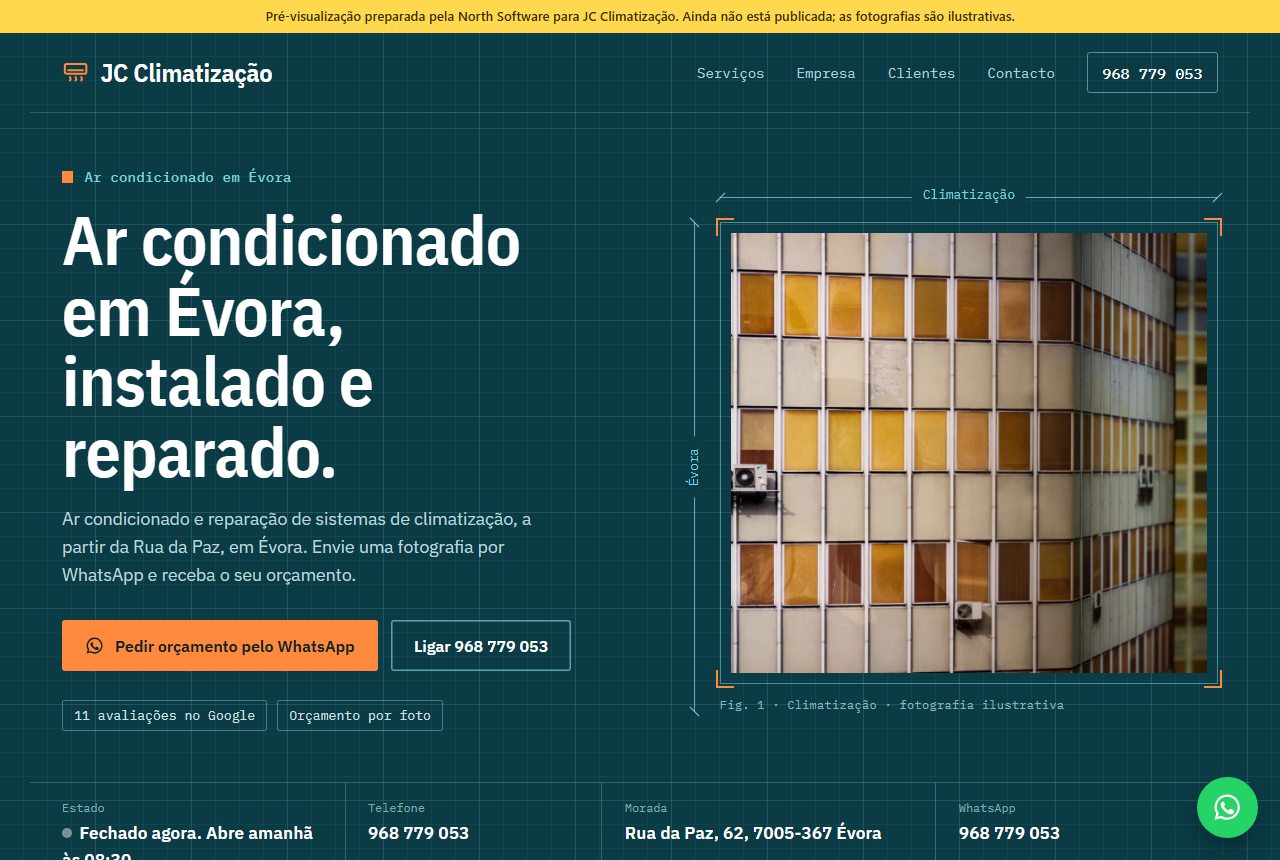 Pré-visualização preparada pela North Software para JC Climatização. Ainda não está publicada; as fotografias são ilustrativas.
JC Climatização
Serviços
Empresa
Clientes
Contacto
968 779 053
Ar condicionado em Évora
Ar condicionado
em Évora,
instalado e
reparado.
Ar condicionado e reparação de sistemas de climatização, a
partir da Rua da Paz, em Évora. Envie uma fotografia por
WhatsApp e receba o seu orçamento.
Pedir orçamento pelo WhatsApp
Ligar 968 779 053
11 avaliações no Google
Orçamento por foto
Climatização
Évora
Fig. 1 · Climatização · fotografia ilustrativa
Estado
Fechado agora. Abre amanhã
às 08:30
Telefone
968 779 053
Morada
Rua da Paz, 62, 7005-367 Évora
WhatsApp
968 779 053